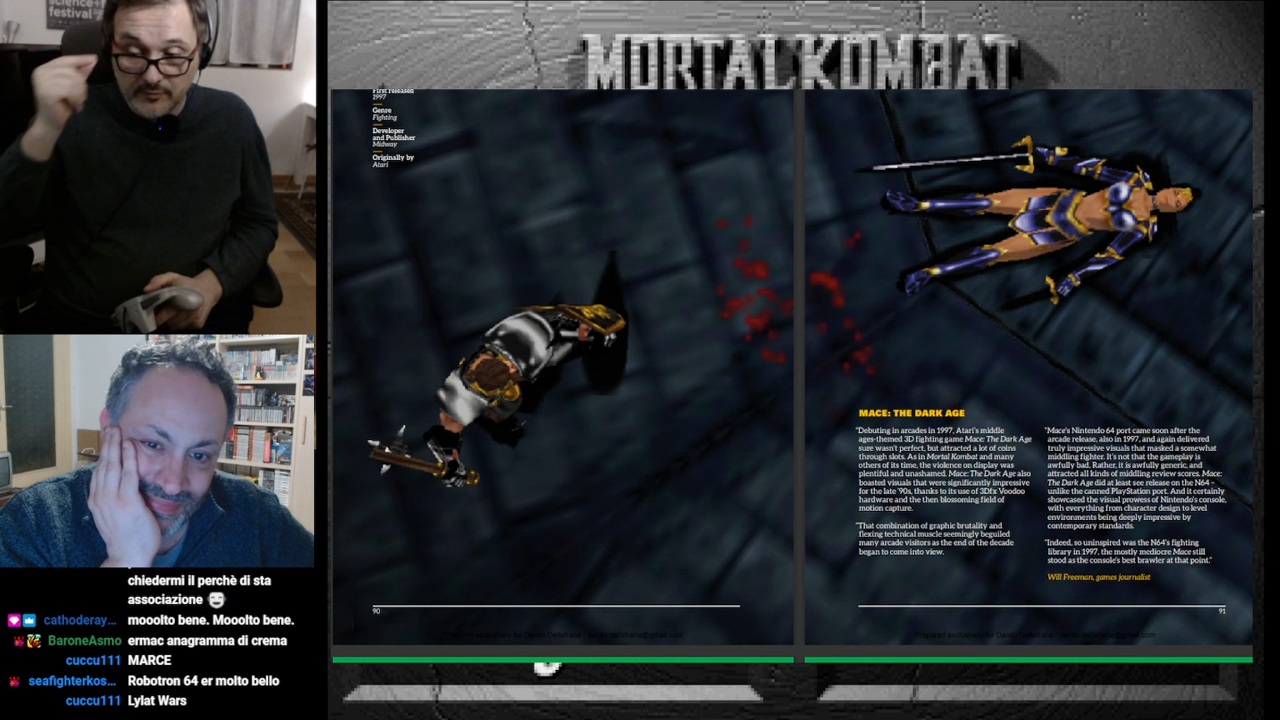 science+
festival
MORTAL KOMBAT
First released
1997
Genre
Fighting
Developer
and Publisher
Midway
Originally by
Atari
MACE: THE DARK AGE
"Debuting in arcades in 1997, Atari's middle
ages-themed 3D fighting game Mace: The Dark Age
sure wasn't perfect, but attracted a lot of coins
through slots. As in Mortal Kombat and many
others of its time, the violence on display was
plentiful and unashamed. Mace: The Dark Age also
boasted visuals that were significantly impressive
for the late '90s, thanks to its use of 3Dfx Voodoo
hardware and the then blossoming field of
motion capture.
"That combination of graphic brutality and
flexing technical muscle seemingly beguiled
many arcade visitors as the end of the decade
began to come into view.
"Mace's Nintendo 64 port came soon after the
arcade release, also in 1997, and again delivered
truly impressive visuals that masked a somewhat
middling fighter. It's not that the gameplay is
awfully bad. Rather, it is awfully generic, and
attracted all kinds of middling review scores. Mace:
The Dark Age did at least see release on the N64 –
unlike the canned PlayStation port. And it certainly
showcased the visual prowess of Nintendo's console,
with everything from character design to level
environments being deeply impressive by
contemporary standards.
"Indeed, so uninspired was the N64's fighting
library in 1997, the mostly mediocre Mace still
stood as the console's best brawler at that point."
Will Freeman, games journalist
90
91
chiedermi il perchè di sta
associazione
cathoderay... mooolto bene. Mooolto bene.
BaroneAsmo ermac anagramma di crema
cuccu111 MARCE
seafighterkos... Robotron 64 er molto bello
cuccu111 Lylat Wars